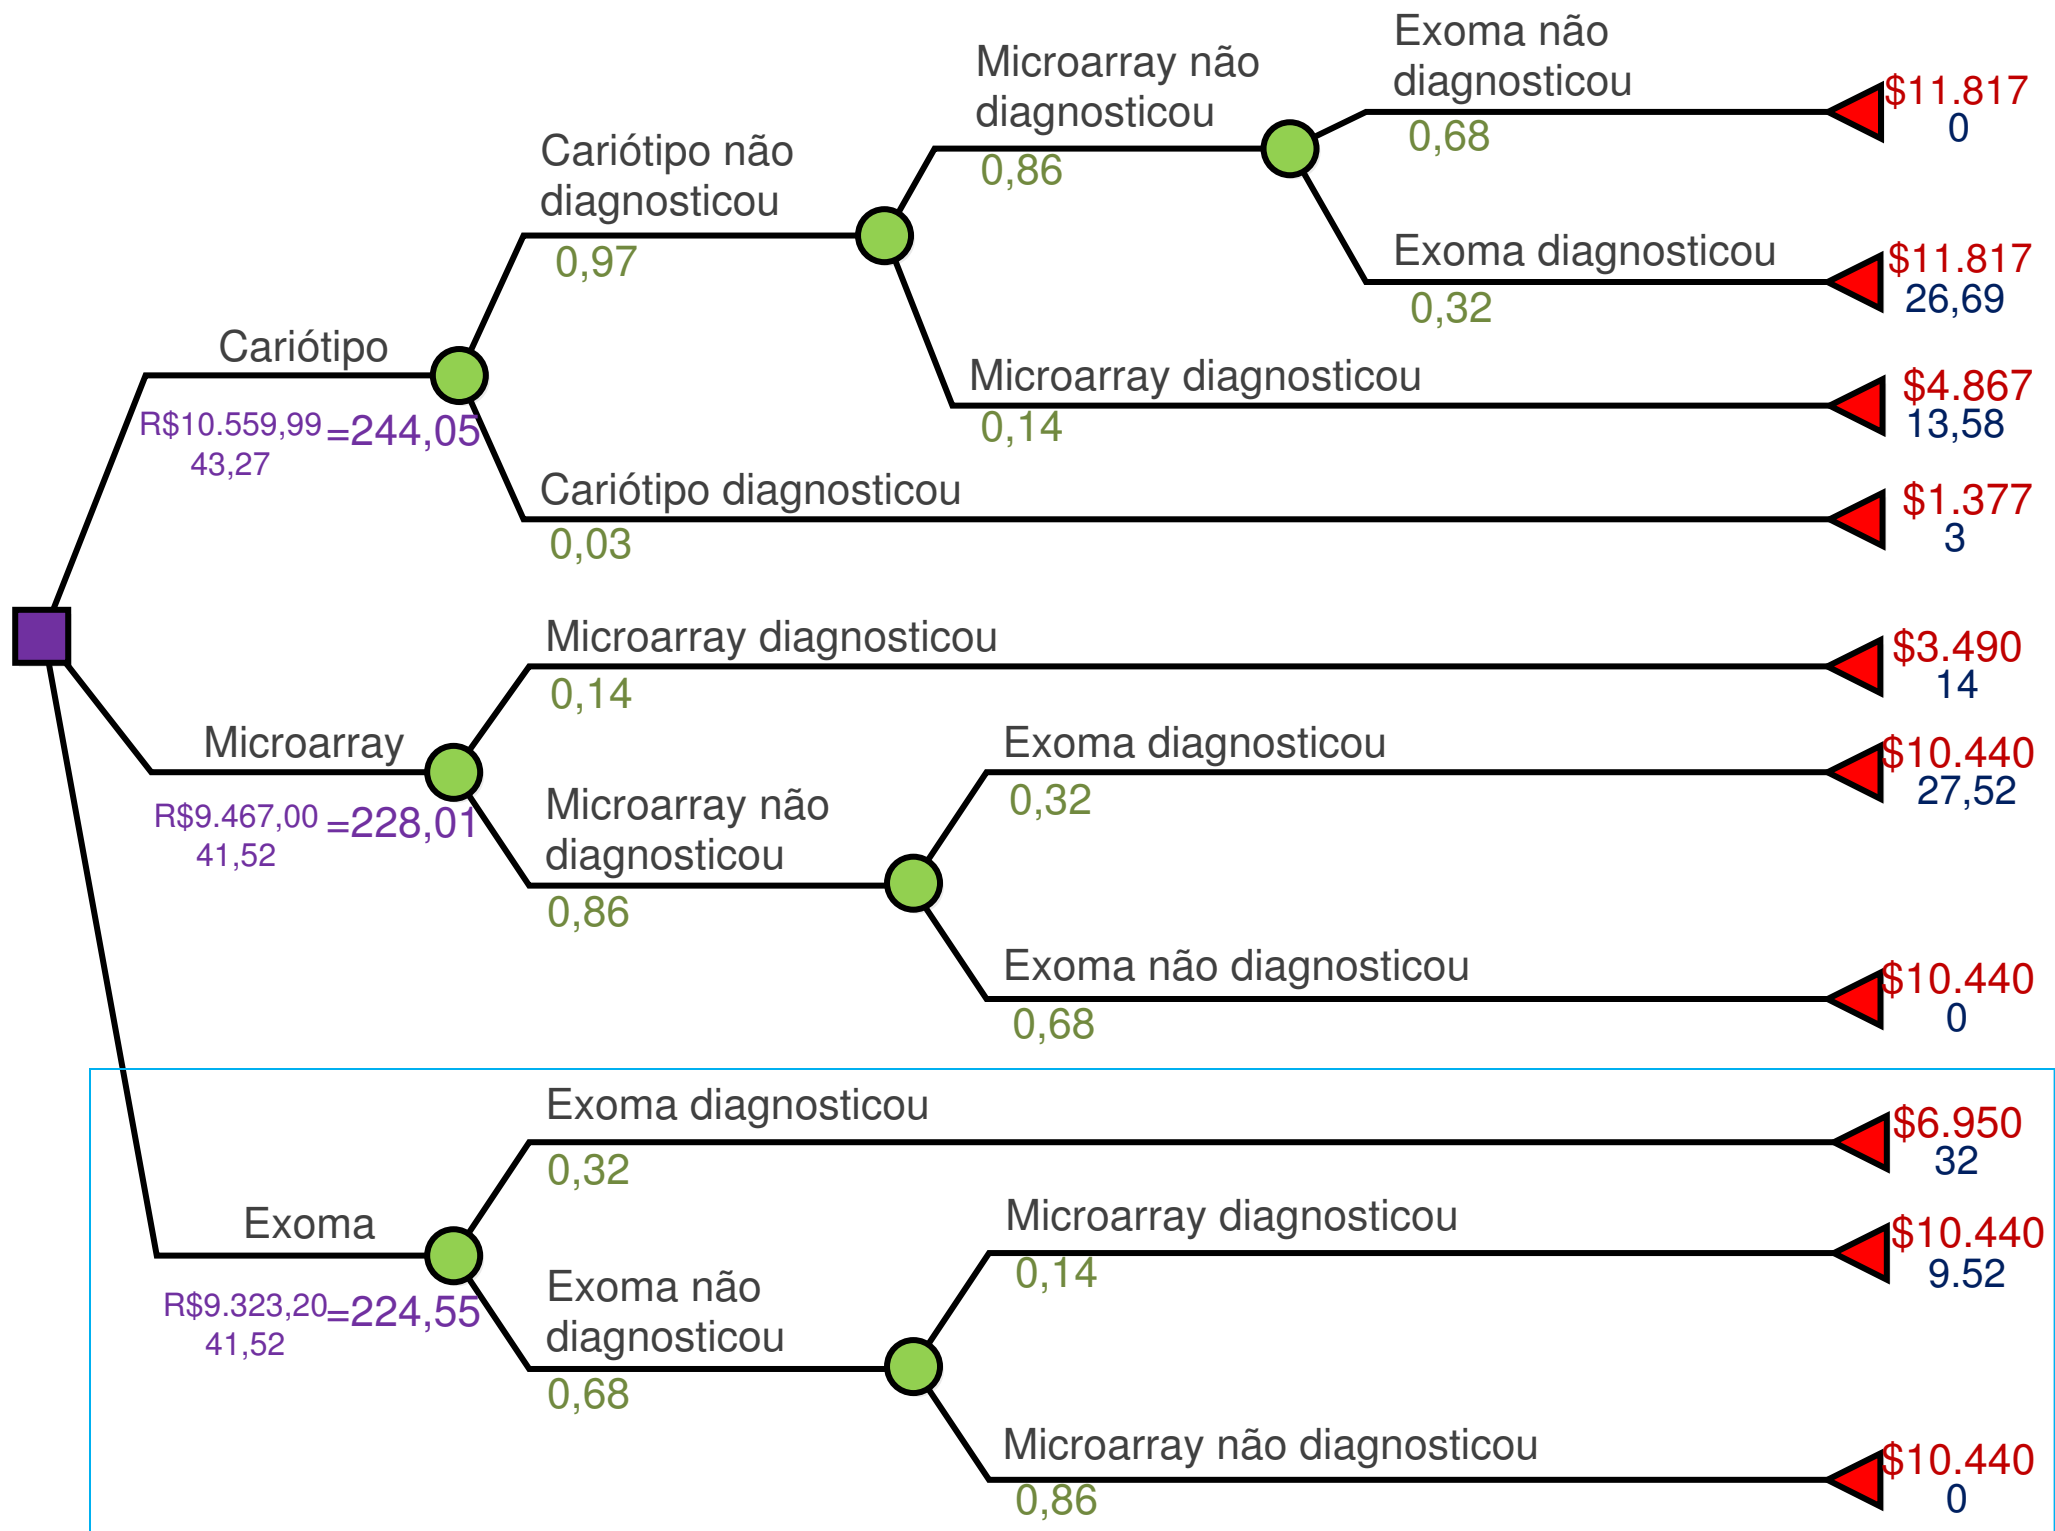 Exoma não
diagnosticou
0,68
$11.817
0
Microarray não
diagnosticou
0,86
Exoma diagnosticou
0,32
$11.817
26,69
Cariótipo não
diagnosticou
0,97
Microarray diagnosticou
0,14
$4.867
13,58
Cariótipo
R$10.559,99 =244,05
43,27
Cariótipo diagnosticou
0,03
$1.377
3
Microarray diagnosticou
0,14
$3.490
14
Microarray
R$9.467,00 =228,01
41,52
Exoma diagnosticou
0,32
$10.440
27,52
Microarray não
diagnosticou
0,86
Exoma não diagnosticou
0,68
$10.440
0
Exoma diagnosticou
0,32
$6.950
32
Exoma
R$9.323,20=224,55
41,52
Microarray diagnosticou
0,14
$10.440
9.52
Exoma não
diagnosticou
0,68
Microarray não diagnosticou
0,86
$10.440
0